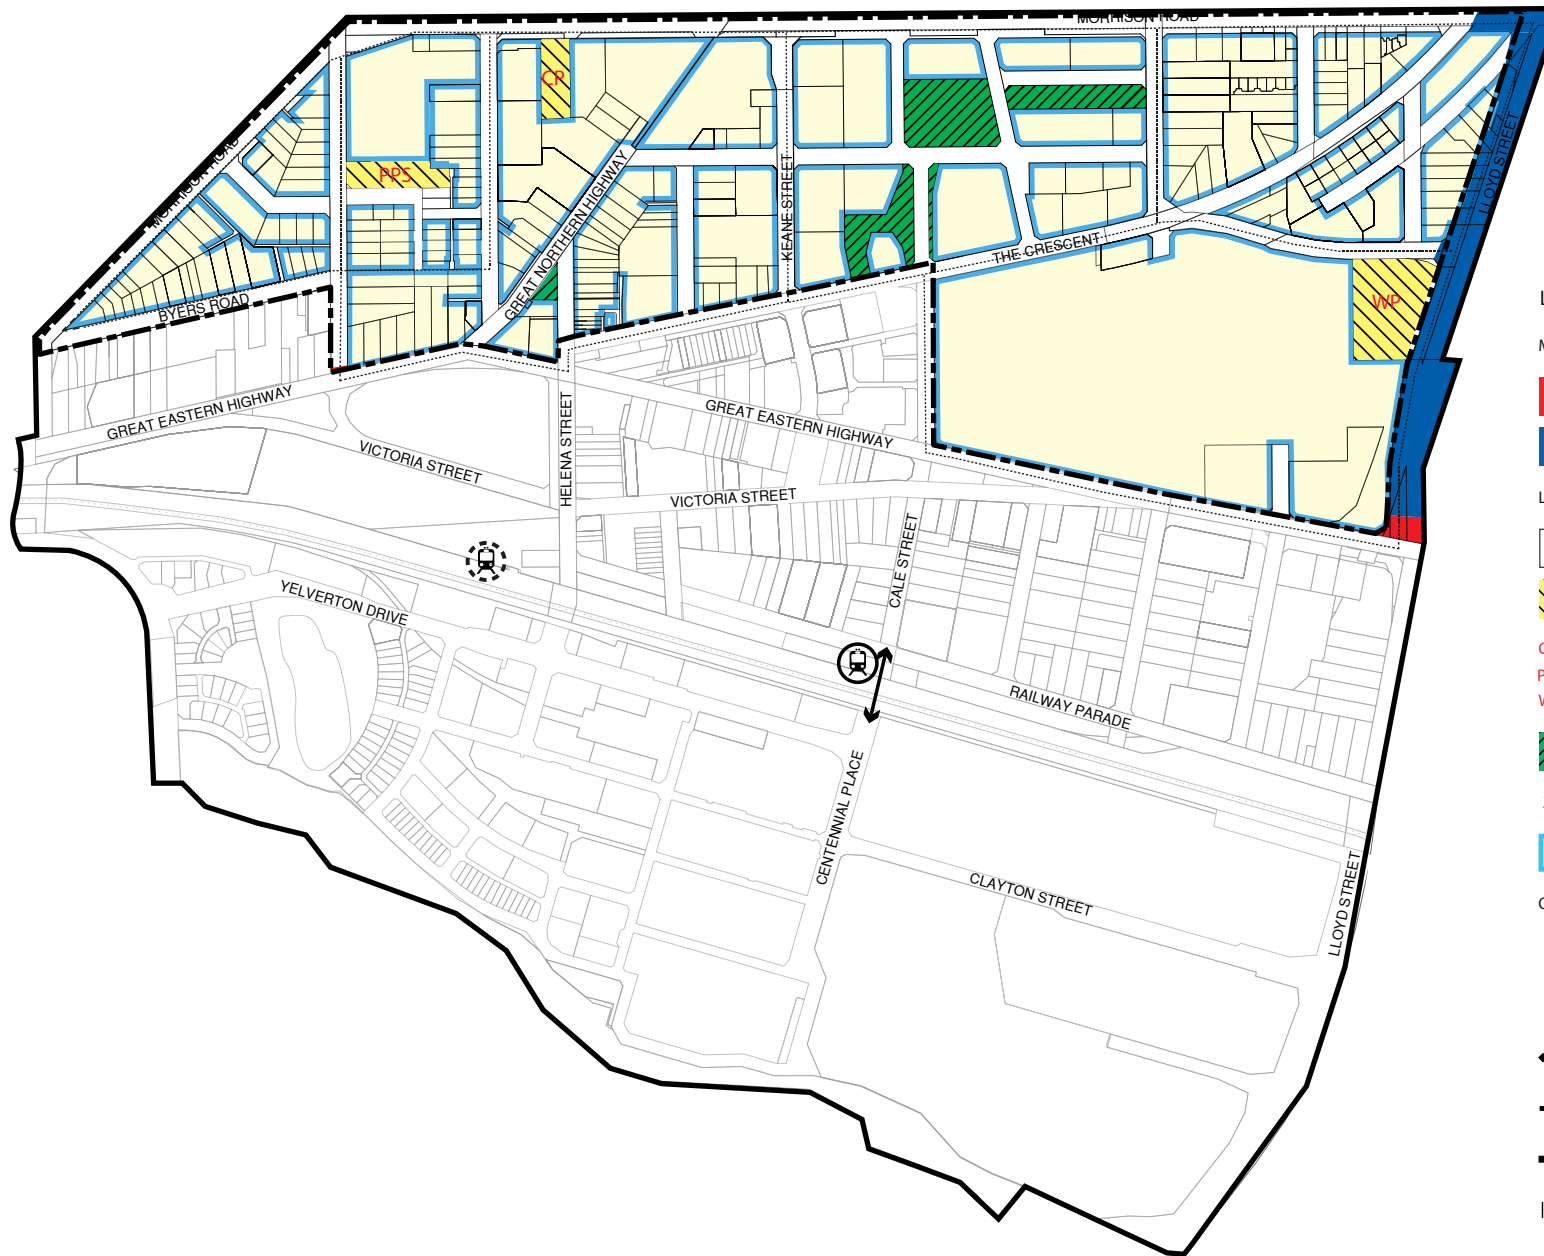 MORRISON ROAD
CP
MORRISON ROAD
PPS
GREAT NORTHERN HIGHWAY
KEANE STREET
LLOYD STREET
THE CRESCENT
BYERS ROAD
WP
GREAT EASTERN HIGHWAY
HELENA STREET
GREAT EASTERN HIGHWAY
VICTORIA STREET
VICTORIA STREET
CALE STREET
YELVERTON DRIVE
RAILWAY PARADE
CENTENNIAL PLACE
CLAYTON STREET
LLOYD STREET